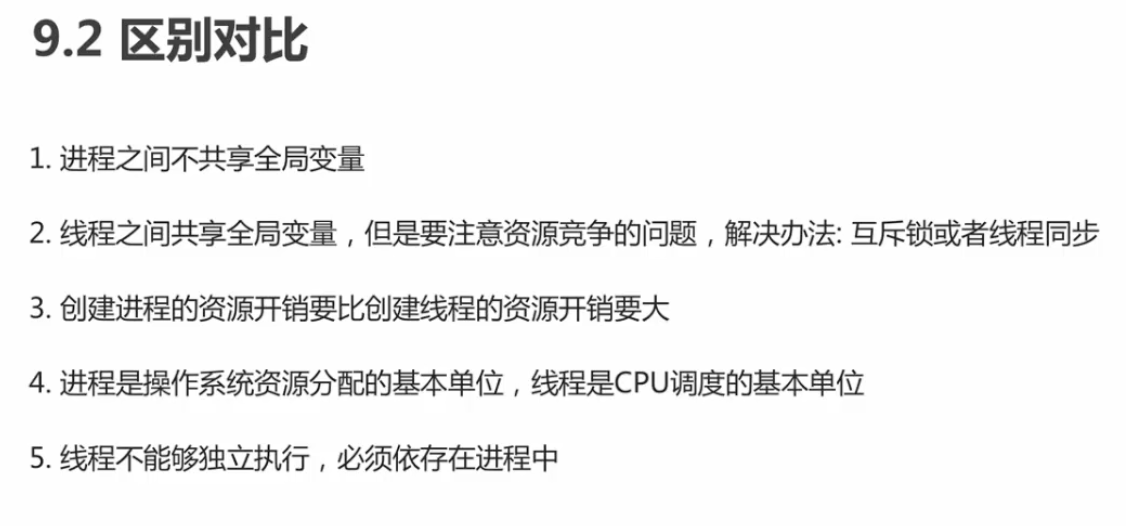 9.2 区别对比
1. 进程之间不共享全局变量
2. 线程之间共享全局变量，但是要注意资源竞争的问题，解决办法: 互斥锁或者线程同步
3. 创建进程的资源开销要比创建线程的资源开销要大
4. 进程是操作系统资源分配的基本单位，线程是CPU调度的基本单位
5. 线程不能够独立执行，必须依存在进程中